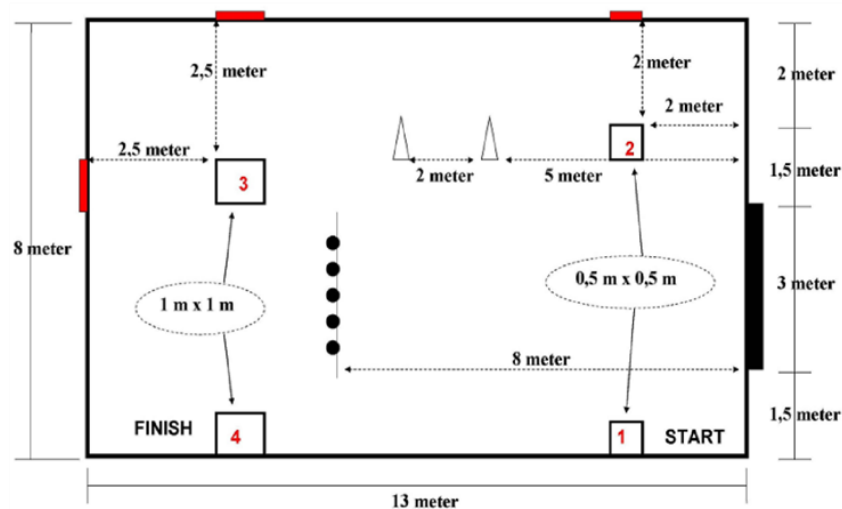 2,5 meter
2 meter
2 meter
2 meter
2
2,5 meter
2 meter
5 meter
1,5 meter
3
8 meter
1 m x 1 m
0,5 m x 0,5 m
3 meter
8 meter
FINISH
4
1
START
1,5 meter
13 meter